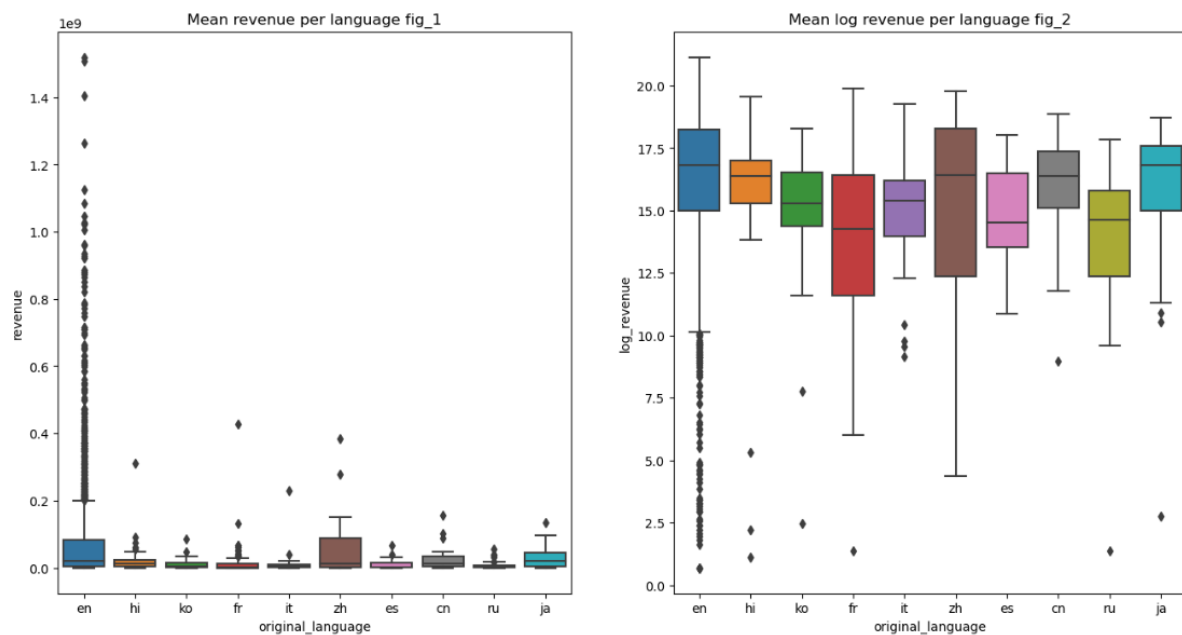 Mean revenue per language fig_1
1e9
1.4
1.2
1.0
0.8
0.6
0.4
0.2
0.0
revenue
en hi ko fr it zh es cn ru ja
original_language
Mean log revenue per language fig_2
20.0
17.5
15.0
12.5
10.0
7.5
5.0
2.5
0.0
log_revenue
en hi ko fr it zh es cn ru ja
original_language